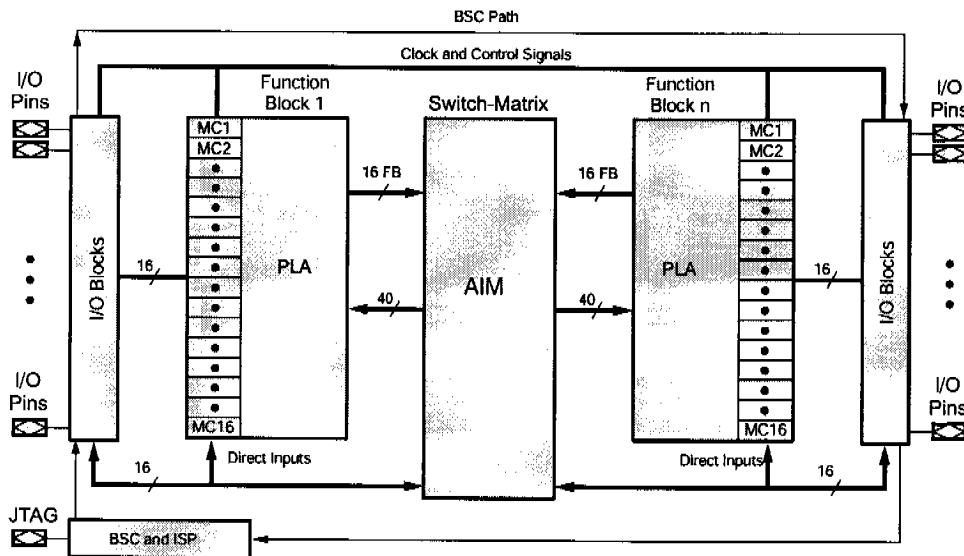 BSC Path
Clock and Control Signals
I/O
Pins
Function
Block 1
Switch-Matrix
Function
Block n
I/O
Pins
MC1
MC2
MC1
MC2
16 FB
16 FB
I/O Blocks
16
PLA
AIM
PLA
16
I/O Blocks
40
40
I/O
Pins
I/O
Pins
MC16
MC16
Direct Inputs
Direct Inputs
16
16
JTAG
BSC and ISP